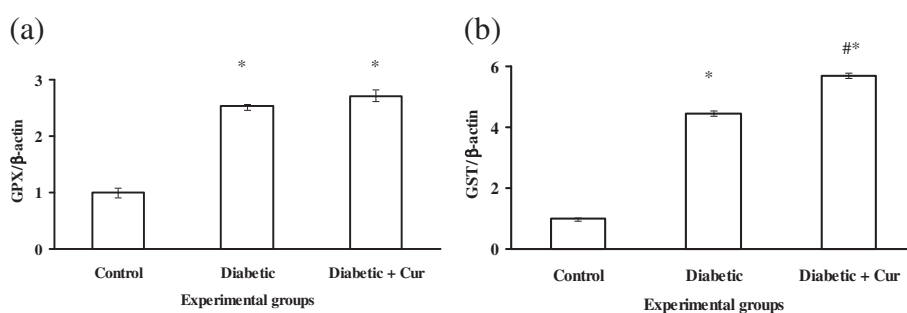 (a)
GPX/β-actin
3
2
1
0
*
*
Control
Diabetic
Diabetic + Cur
Experimental groups
(b)
GST/β-actin
6
4
2
0
*
#*
Control
Diabetic
Diabetic + Cur
Experimental groups